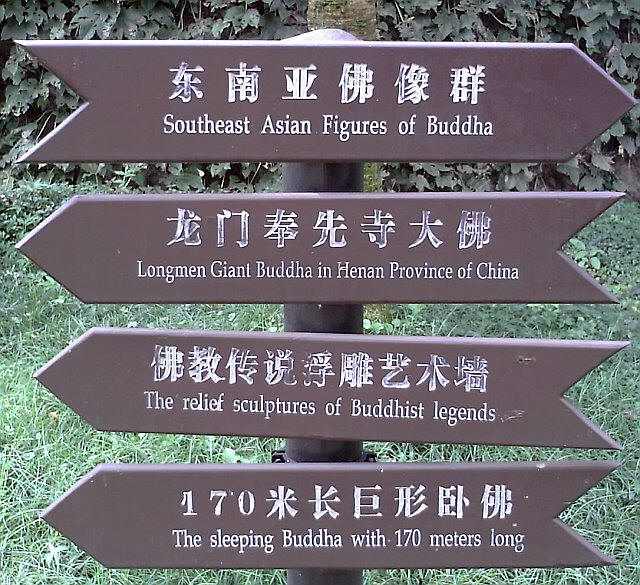 东南亚佛像群
Southeast Asian Figures of Buddha
龙门奉先寺大佛
Longmen Giant Buddha in Henan Province of China
佛教传说浮雕艺术墙
The relief sculptures of Buddhist legends
170米长巨形卧佛
The sleeping Buddha with 170 meters long